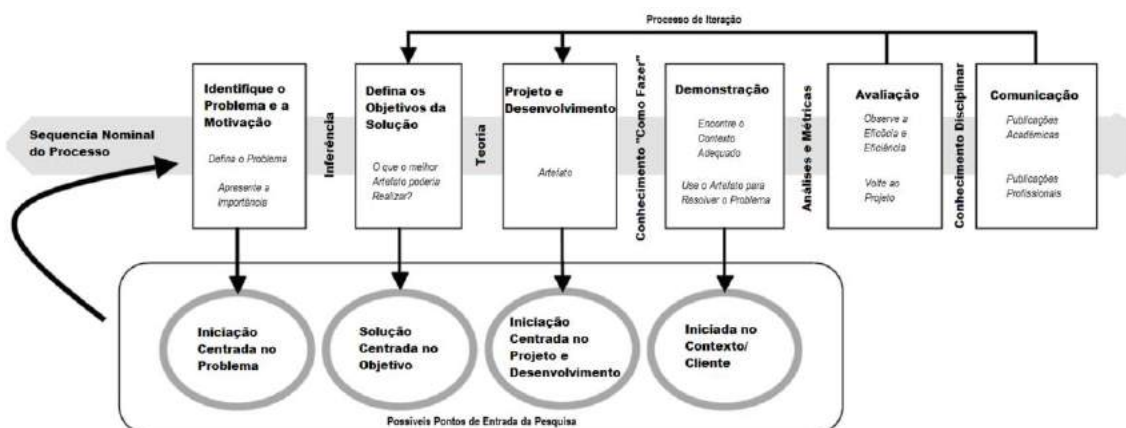 Processo de Iteração
Sequencia Nominal
do Processo
Identifique o
Problema e a
Motivação
Defina o Problema
Apresente a
Importância
Inferência
Defina os
Objetivos da
Solução
O que o melhor
Artefato poderia
Realizar?
Teoria
Projeto e
Desenvolvimento
Artefato
Conhecimento "Como Fazer"
Demonstração
Encontre o
Contexto
Adequado
Use o Artefato para
Resolver o Problema
Análises e Métricas
Avaliação
Observe a
Eficácia e
Eficiência
Volte ao
Projeto
Conhecimento Disciplinar
Comunicação
Publicações
Acadêmicas
Publicações
Profissionais
Iniciação
Centrada no
Problema
Solução
Centrada no
Objetivo
Iniciação
Centrada no
Projeto e
Desenvolvimento
Iniciada no
Contexto/
Cliente
Possíveis Pontos de Entrada da Pesquisa